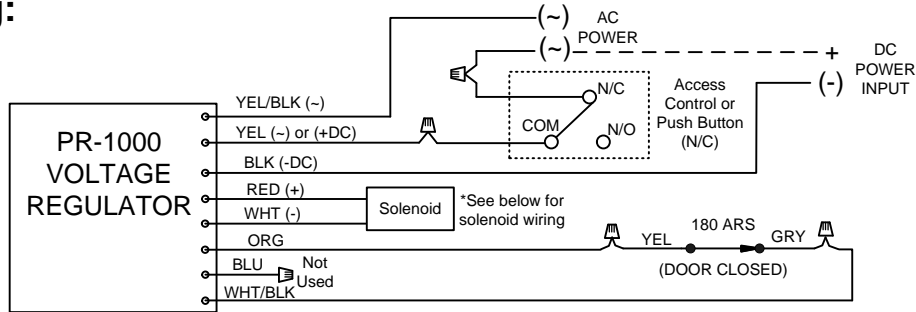 g:
(~) AC
POWER
(~)
+ DC
POWER
INPUT
(-)
N/C
COM
N/O
Access
Control or
Push Button
(N/C)
PR-1000
VOLTAGE
REGULATOR
YEL/BLK (~)
YEL (~) or (+DC)
BLK (-DC)
RED (+)
WHT (-)
ORG
BLU
WHT/BLK
Solenoid
*See below for
solenoid wiring
Not
Used
YEL
180 ARS
GRY
(DOOR CLOSED)